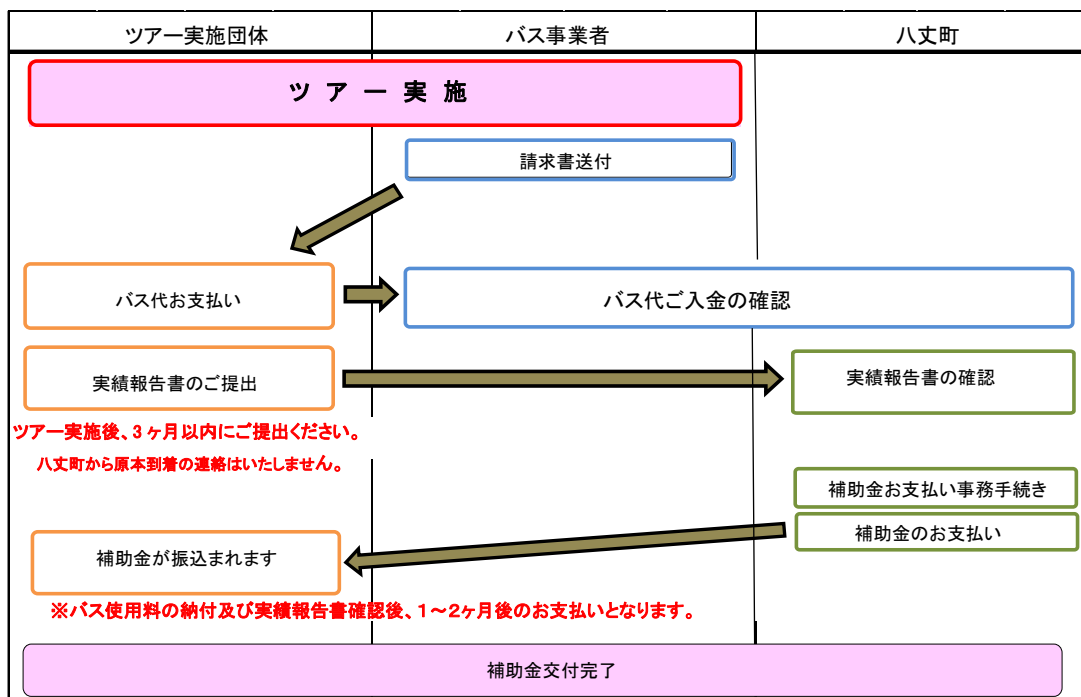 ツアー実施団体
バス事業者
八丈町
ツアー実施
請求書送付
バス代お支払い
バス代ご入金の確認
実績報告書のご提出
実績報告書の確認
ツアー実施後、3ヶ月以内にご提出ください。
八丈町から原本到着の連絡はいたしません。
補助金お支払い事務手続き
補助金のお支払い
補助金が振込まれます
※バス使用料の納付及び実績報告書確認後、1～2ヶ月後のお支払いとなります。
補助金交付完了